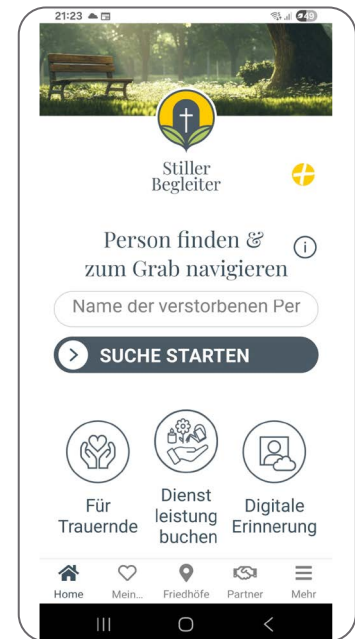 21:23
49
Stiller
Begleiter
Person finden &
zum Grab navigieren
i
Name der verstorbenen Per
SUCHE STARTEN
Für
Trauernde
Dienst
leistung
buchen
Digitale
Erinnerung
Home
Mein...
Friedhöfe
Partner
Mehr